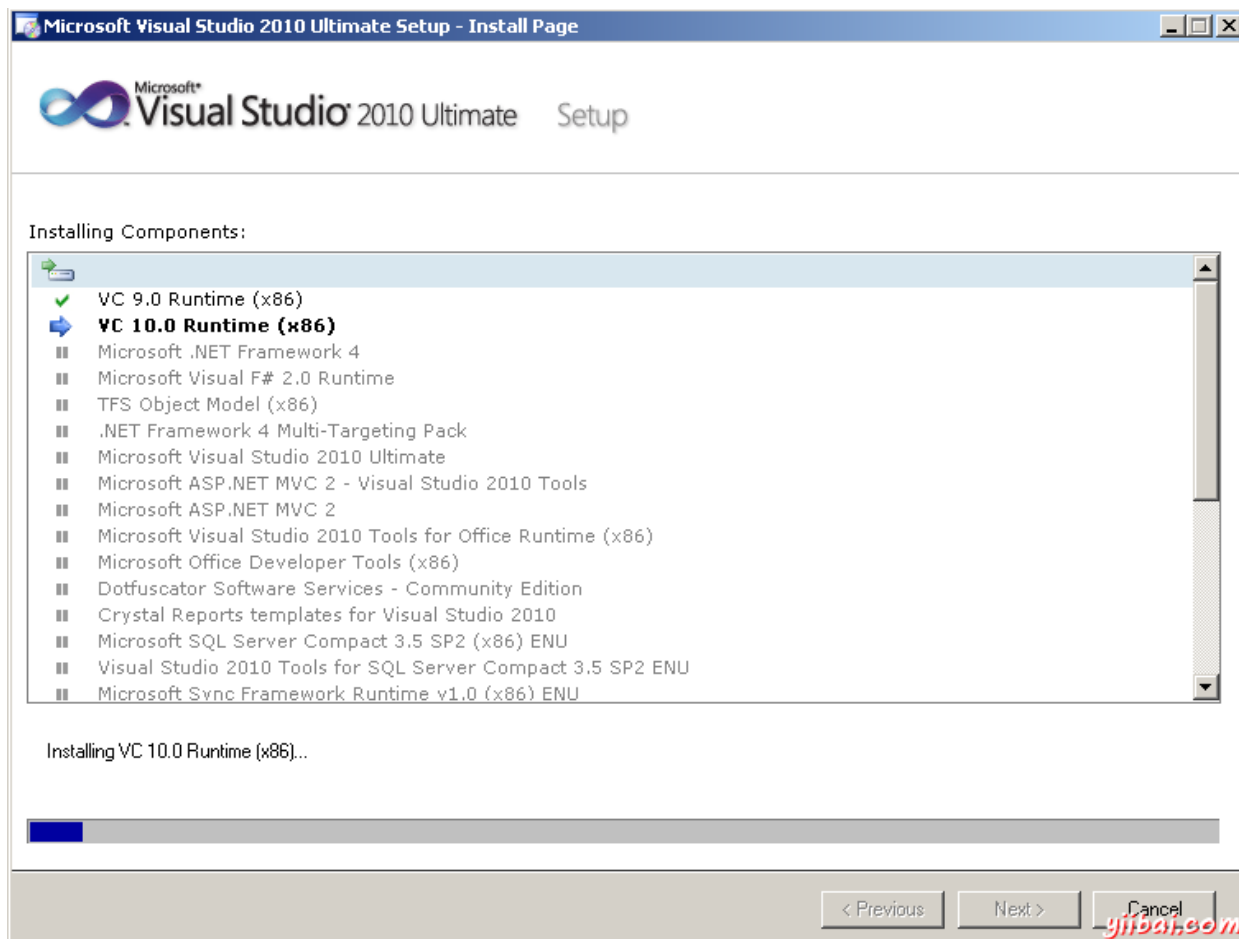 Microsoft Visual Studio 2010 Ultimate Setup - Install Page
Microsoft®
Visual Studio® 2010 Ultimate Setup
Installing Components:
VC 9.0 Runtime (x86)
VC 10.0 Runtime (x86)
Microsoft .NET Framework 4
Microsoft Visual F# 2.0 Runtime
TFS Object Model (x86)
.NET Framework 4 Multi-Targeting Pack
Microsoft Visual Studio 2010 Ultimate
Microsoft ASP.NET MVC 2 - Visual Studio 2010 Tools
Microsoft ASP.NET MVC 2
Microsoft Visual Studio 2010 Tools for Office Runtime (x86)
Microsoft Office Developer Tools (x86)
Dotfuscator Software Services - Community Edition
Crystal Reports templates for Visual Studio 2010
Microsoft SQL Server Compact 3.5 SP2 (x86) ENU
Visual Studio 2010 Tools for SQL Server Compact 3.5 SP2 ENU
Microsoft Sync Framework Runtime v1.0 (x86) ENU
Installing VC 10.0 Runtime (x86)...
< Previous
Next >
Cancel
yiibai.com